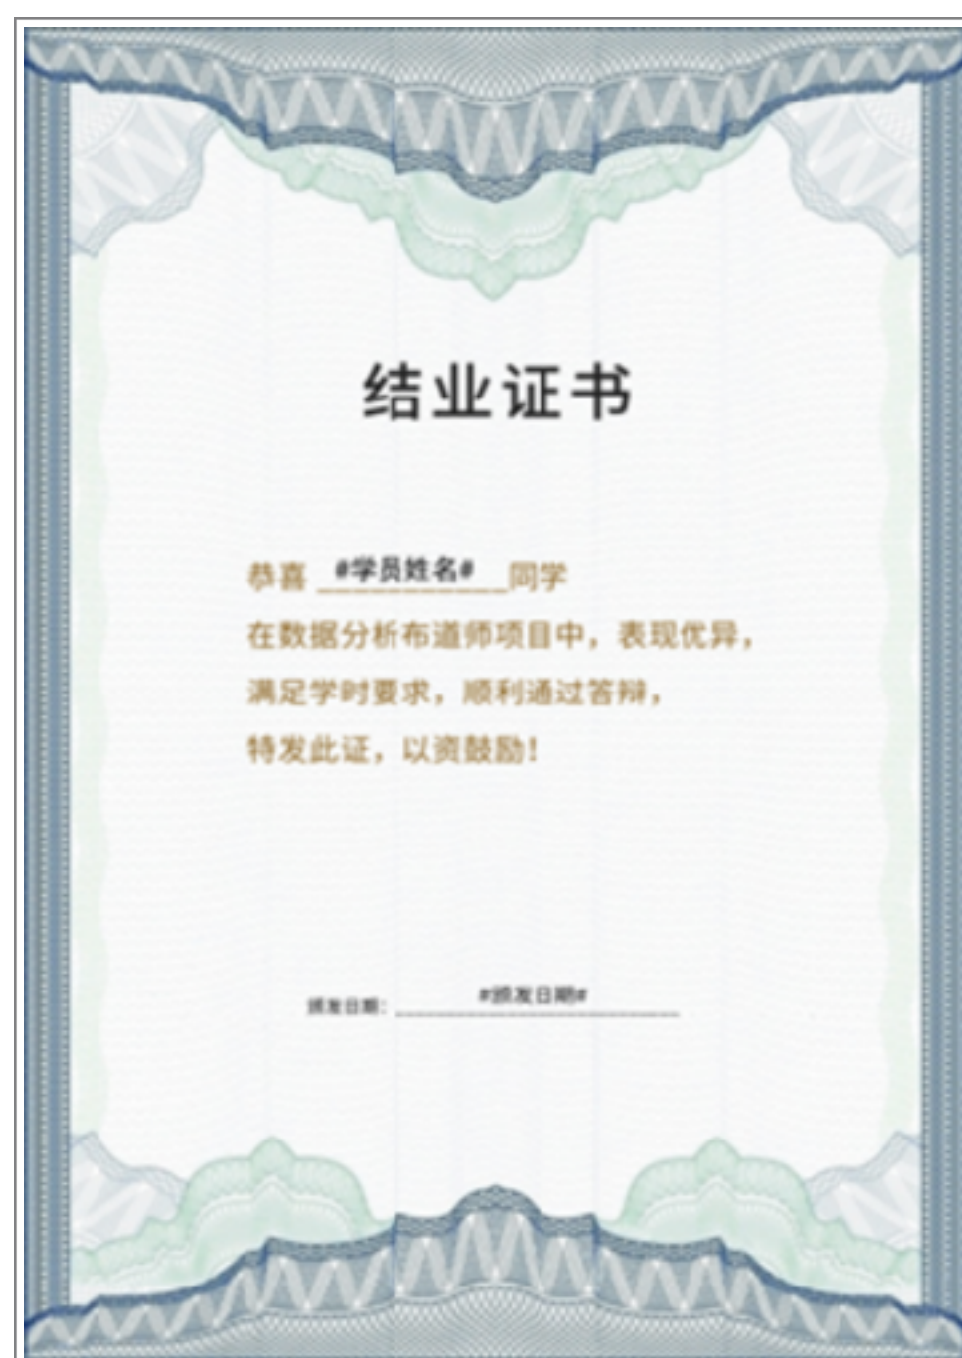 结业证书
恭喜 #学员姓名# 同学
在数据分析布道师项目中，表现优异，
满足学时要求，顺利通过答辩，
特发此证，以资鼓励！
颁发日期： #颁发日期#